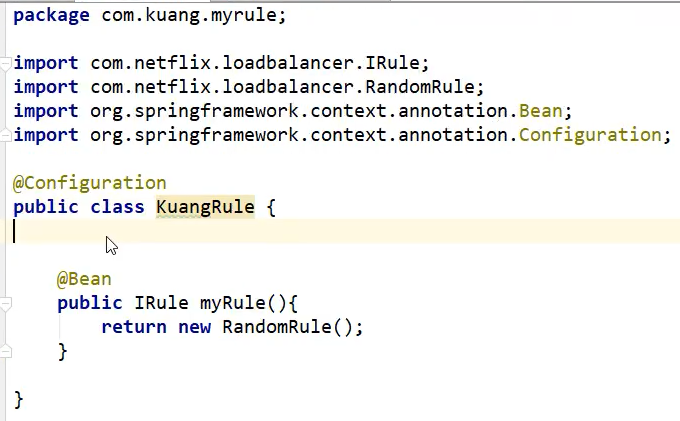 package com.kuang.myrule;
import com.netflix.loadbalancer.IRule;
import com.netflix.loadbalancer.RandomRule;
import org.springframework.context.annotation.Bean;
import org.springframework.context.annotation.Configuration;
@Configuration
public class KuangRule {
@Bean
public IRule myRule(){
return new RandomRule();
}
}